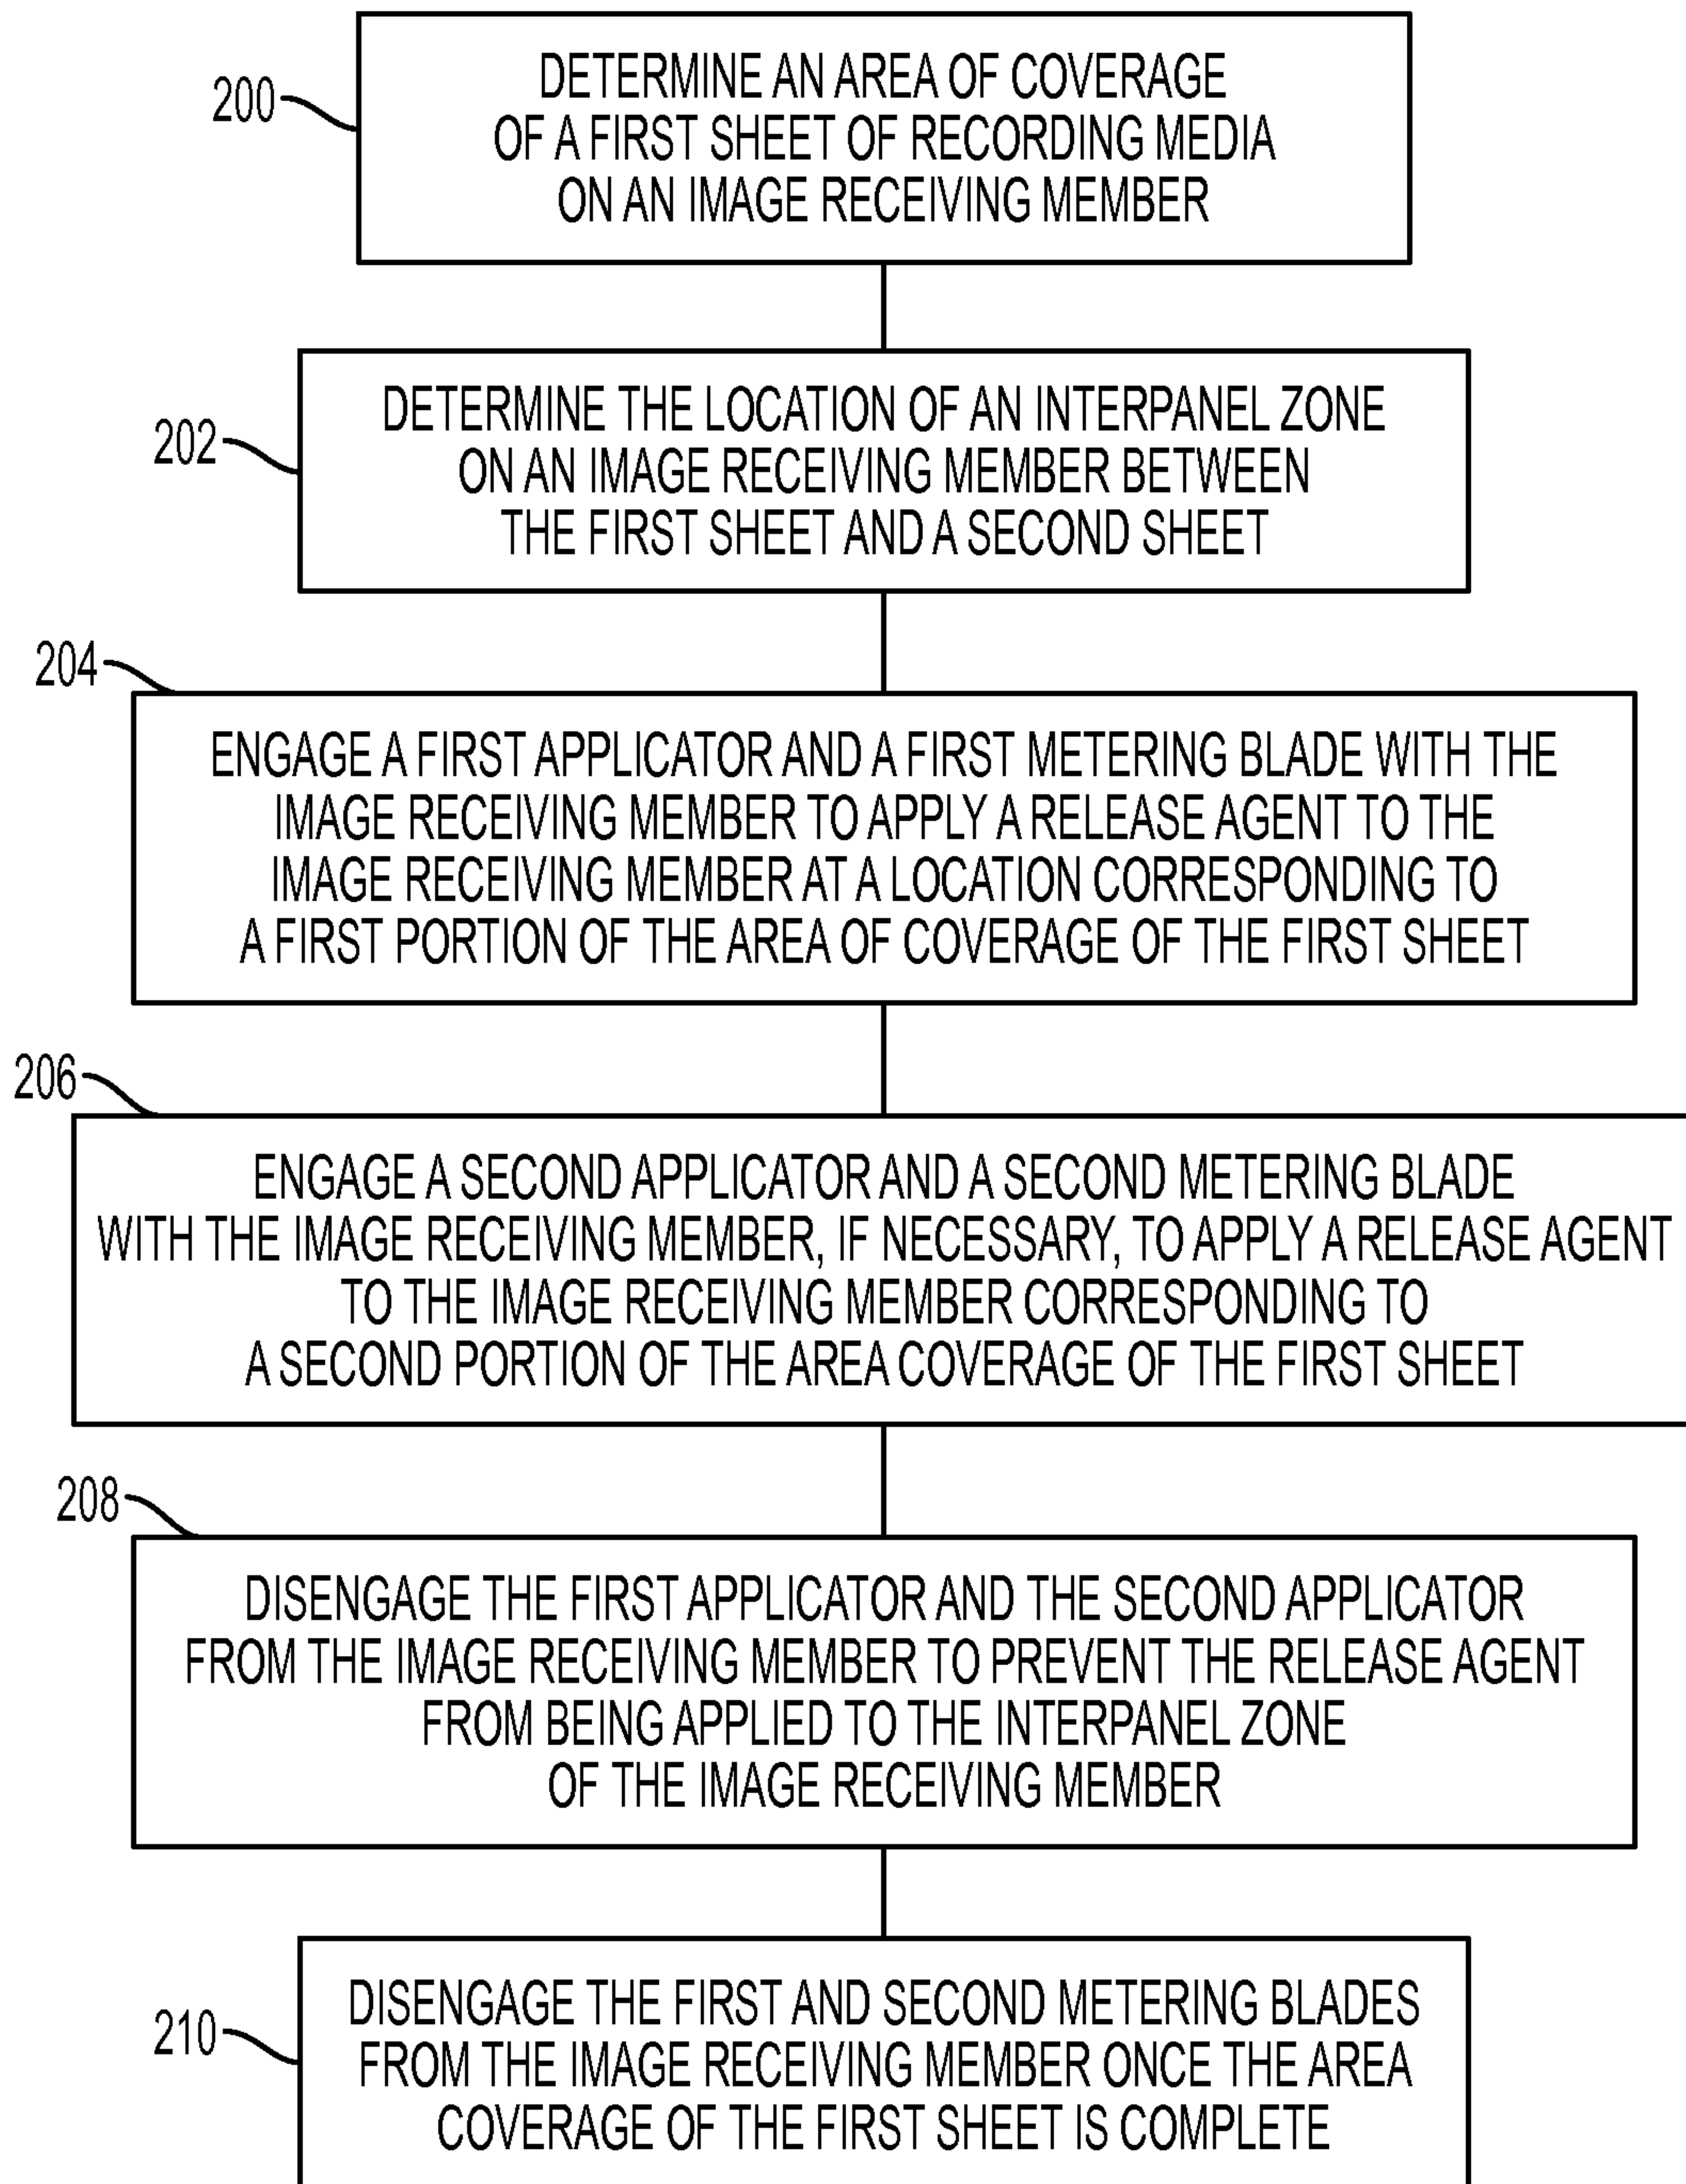 200
DETERMINE AN AREA OF COVERAGE
OF A FIRST SHEET OF RECORDING MEDIA
ON AN IMAGE RECEIVING MEMBER
202
DETERMINE THE LOCATION OF AN INTERPANEL ZONE
ON AN IMAGE RECEIVING MEMBER BETWEEN
THE FIRST SHEET AND A SECOND SHEET
204
ENGAGE A FIRST APPLICATOR AND A FIRST METERING BLADE WITH THE
IMAGE RECEIVING MEMBER TO APPLY A RELEASE AGENT TO THE
IMAGE RECEIVING MEMBER AT A LOCATION CORRESPONDING TO
A FIRST PORTION OF THE AREA OF COVERAGE OF THE FIRST SHEET
206
ENGAGE A SECOND APPLICATOR AND A SECOND METERING BLADE
WITH THE IMAGE RECEIVING MEMBER, IF NECESSARY, TO APPLY A RELEASE AGENT
TO THE IMAGE RECEIVING MEMBER CORRESPONDING TO
A SECOND PORTION OF THE AREA COVERAGE OF THE FIRST SHEET
208
DISENGAGE THE FIRST APPLICATOR AND THE SECOND APPLICATOR
FROM THE IMAGE RECEIVING MEMBER TO PREVENT THE RELEASE AGENT
FROM BEING APPLIED TO THE INTERPANEL ZONE
OF THE IMAGE RECEIVING MEMBER
210
DISENGAGE THE FIRST AND SECOND METERING BLADES
FROM THE IMAGE RECEIVING MEMBER ONCE THE AREA
COVERAGE OF THE FIRST SHEET IS COMPLETE